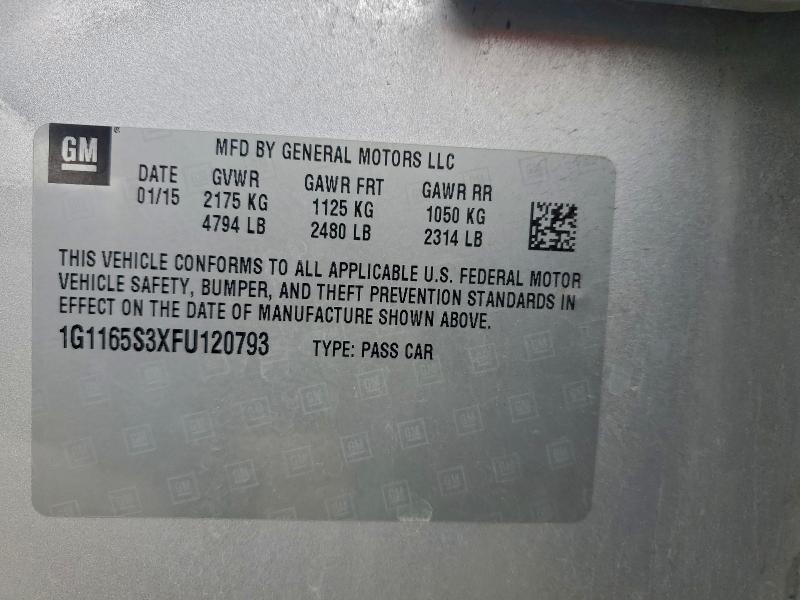 GM
MFD BY GENERAL MOTORS LLC
DATE GVWR GAWR FRT GAWR RR
01/15 2175 KG 1125 KG 1050 KG
4794 LB 2480 LB 2314 LB
THIS VEHICLE CONFORMS TO ALL APPLICABLE U.S. FEDERAL MOTOR
VEHICLE SAFETY, BUMPER, AND THEFT PREVENTION STANDARDS IN
EFFECT ON THE DATE OF MANUFACTURE SHOWN ABOVE.
1G1165S3XFU120793 TYPE: PASS CAR